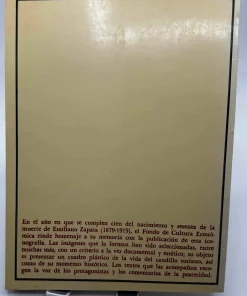 En el año en que se cumplen cien del nacimiento y sesenta de la
muerte de Emiliano Zapata (1879-1919), el Fondo de Cultura Econó-
mica rinde homenaje a su memoria con la publicación de esta ico-
nografía. Las imágenes que la forman han sido seleccionadas, entre
muchas más, con un criterio a la vez documental y estético; su objeto
es presentar un cuadro plástico de la vida del caudillo suriano, así
como de su momento histórico. Los textos que las acompañan reco-
gen la voz de los protagonistas y los comentarios de la posteridad.